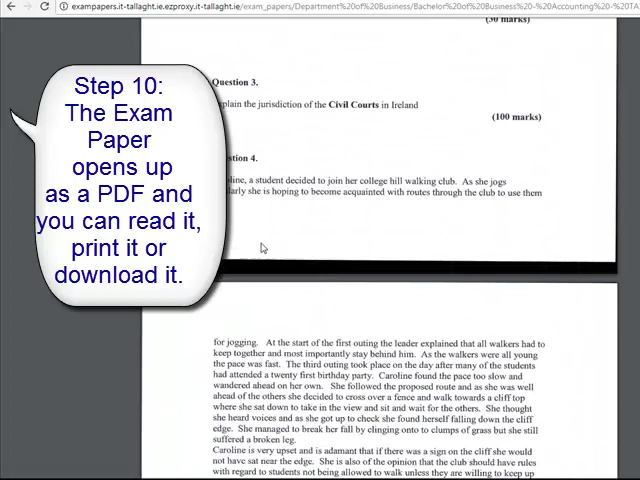 exampapers.it-tallaght.ie.ezproxy.it-tallaght.ie/exam_papers/Department%20of%20Business/Bachelor%20of%20Business%20-%20Accounting%20-%20TA
(50 marks)
Question 3.
plain the jurisdiction of the Civil Courts in Ireland
(100 marks)
stion 4.
line, a student decided to join her college hill walking club. As she jogs
larly she is hoping to become acquainted with routes through the club to use them
Step 10:
The Exam
Paper
opens up
as a PDF and
you can read it,
print it or
download it.
for jogging. At the start of the first outing the leader explained that all walkers had to
keep together and most importantly stay behind him. As the walkers were all young
the pace was fast. The third outing took place on the day after many of the students
had attended a twenty first birthday party. Caroline found the pace too slow and
wandered ahead on her own. She followed the proposed route and as she was well
ahead of the others she decided to cross over a fence and walk towards a cliff top
where she sat down to take in the view and sit and wait for the others. She thought
she heard voices and as she got up to check she found herself falling down the cliff
edge. She managed to break her fall by clinging onto to clumps of grass but she still
suffered a broken leg.
Caroline is very upset and is adamant that if there was a sign on the cliff she would
not have sat near the edge. She is also of the opinion that the club should have rules
with regard to students not being allowed to walk unless they are willing to keep up